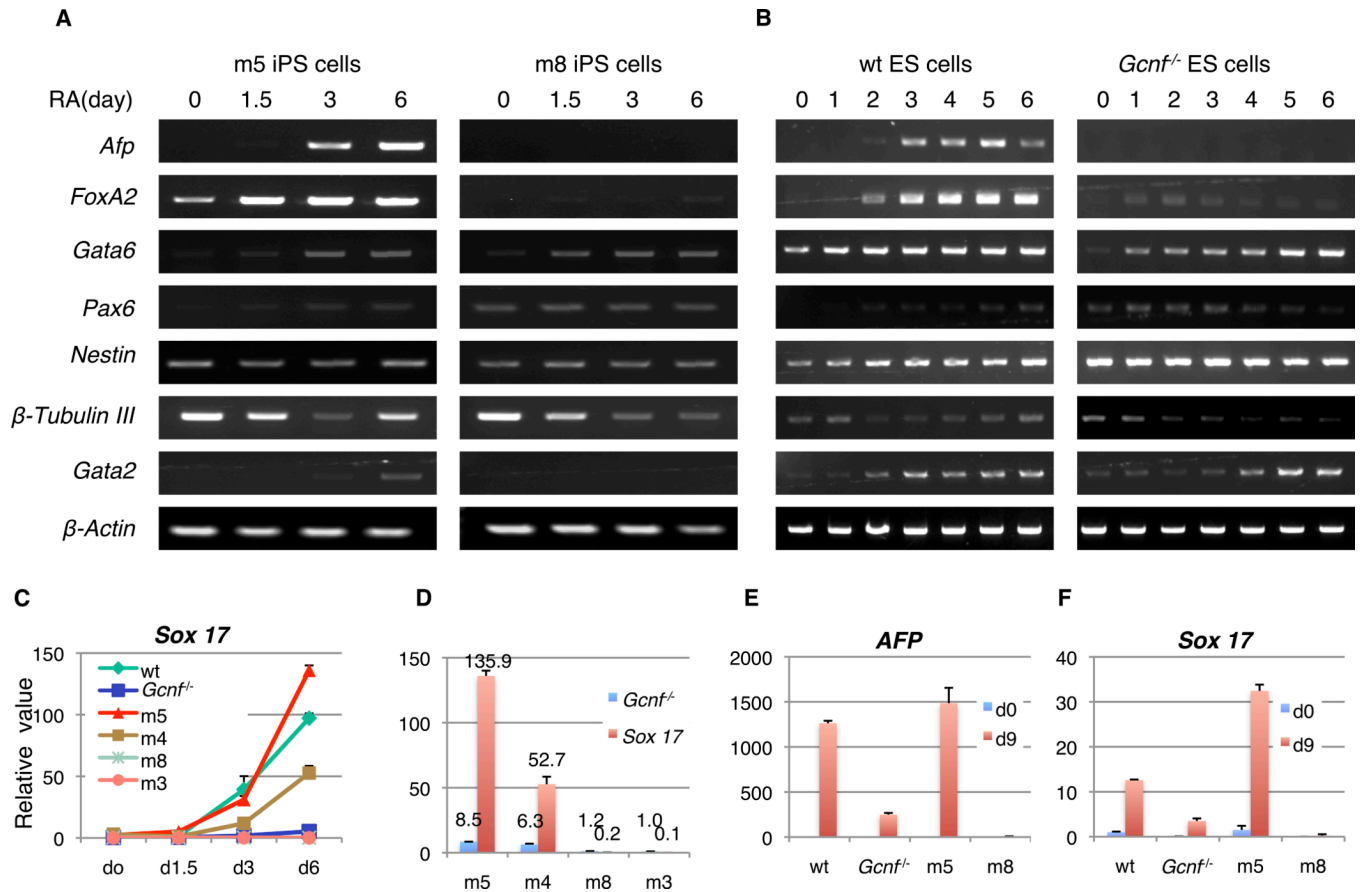 A
B
m5 iPS cells
m8 iPS cells
wt ES cells
Gcnf-/- ES cells
RA(day) 0 1.5 3 6 0 1.5 3 6 0 1 2 3 4 5 6 0 1 2 3 4 5 6
Afp
FoxA2
Gata6
Pax6
Nestin
β-Tubulin III
Gata2
β-Actin
C
Sox 17
Relative value
150
100
50
0
wt
Gcnf-/-
m5
m4
m8
m3
do d1.5 d3 d6
D
150
100
50
0
135.9
52.7
8.5
6.3
1.2
0.2
1.0
0.1
Gcnf-/-
Sox 17
m5 m4 m8 m3
E
AFP
2000
1500
1000
500
0
d0
d9
wt Gcnf-/- m5 m8
F
Sox 17
40
30
20
10
0
d0
d9
wt Gcnf-/- m5 m8